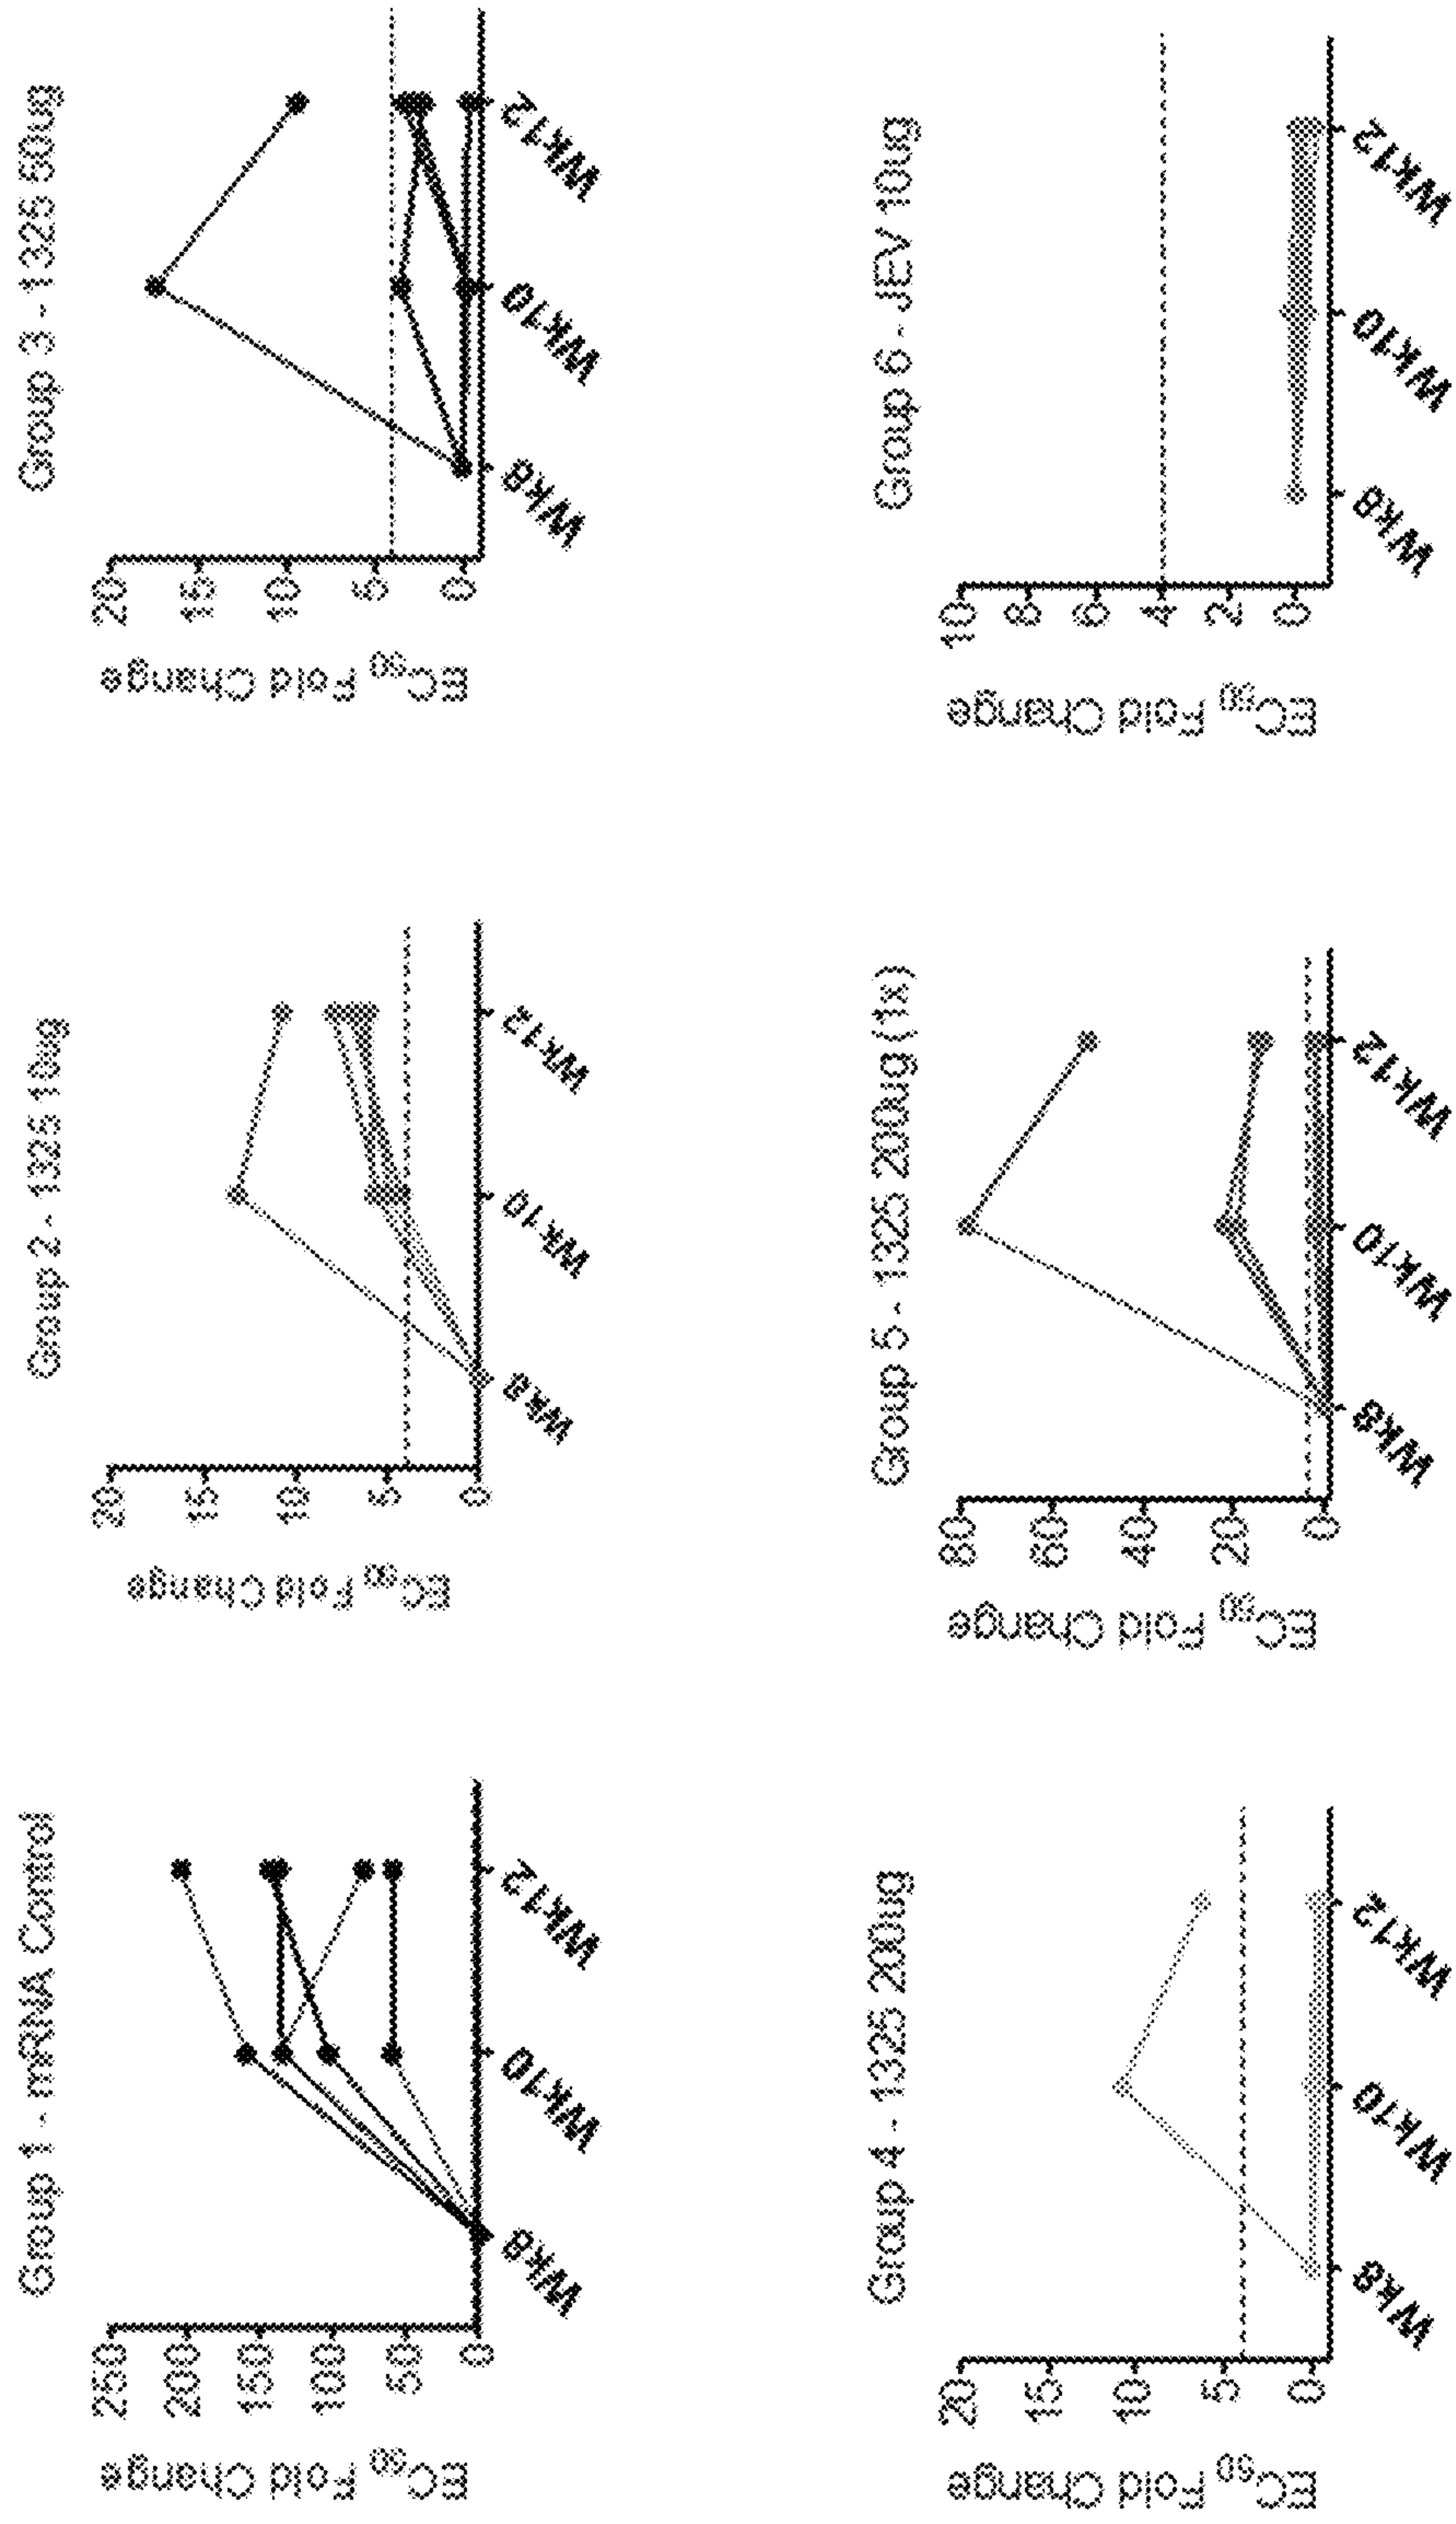 Group 1 - mRNA Control
EC₅₀ Fold Change
250
200
150
100
50
0
Wk8
Wk10
Wk12
Group 2 - 1325 10ug
EC₅₀ Fold Change
20
15
10
5
0
Wk8
Wk10
Wk12
Group 3 - 1325 50ug
EC₅₀ Fold Change
20
15
10
5
0
Wk8
Wk10
Wk12
Group 4 - 1325 200ug
EC₅₀ Fold Change
20
15
10
5
0
Wk8
Wk10
Wk12
Group 5 - 1325 200ug (1x)
EC₅₀ Fold Change
80
60
40
20
0
Wk8
Wk10
Wk12
Group 6 - JEV 10ug
EC₅₀ Fold Change
10
8
6
4
2
0
Wk8
Wk10
Wk12